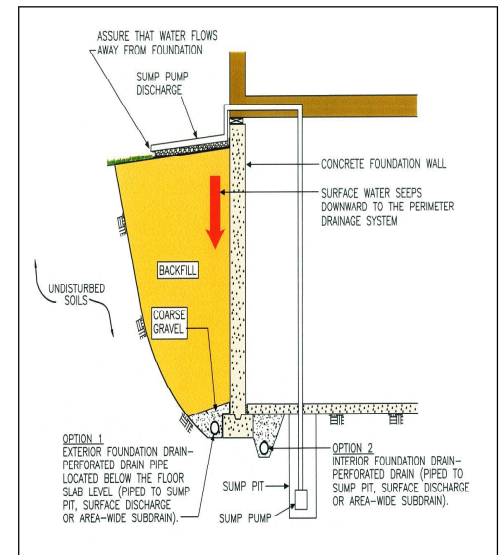 ASSURE THAT WATER FLOWS
AWAY FROM FOUNDATION
SUMP PUMP
DISCHARGE
CONCRETE FOUNDATION WALL
SURFACE WATER SEEPS
DOWNWARD TO THE PERIMETER
DRAINAGE SYSTEM
BACKFILL
UNDISTURBED
SOILS
COARSE
GRAVEL
OPTION 1
EXTERIOR FOUNDATION DRAIN-
PERFORATED DRAIN PIPE
LOCATED BELOW THE FLOOR
SLAB LEVEL (PIPED TO SUMP
PIT, SURFACE DISCHARGE
OR AREA-WIDE SUBDRAIN).
SUMP PIT
SUMP PUMP
OPTION 2
INTERIOR FOUNDATION DRAIN-
PERFORATED DRAIN (PIPED TO
SUMP PIT, SURFACE DISCHARGE
OR AREA-WIDE SUBDRAIN).